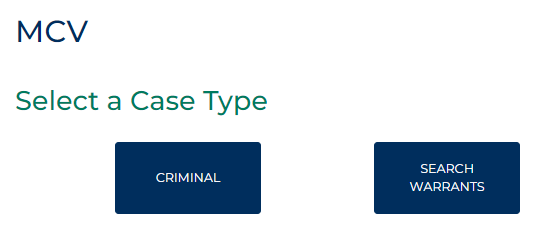 MCV
Select a Case Type
CRIMINAL
SEARCH
WARRANTS